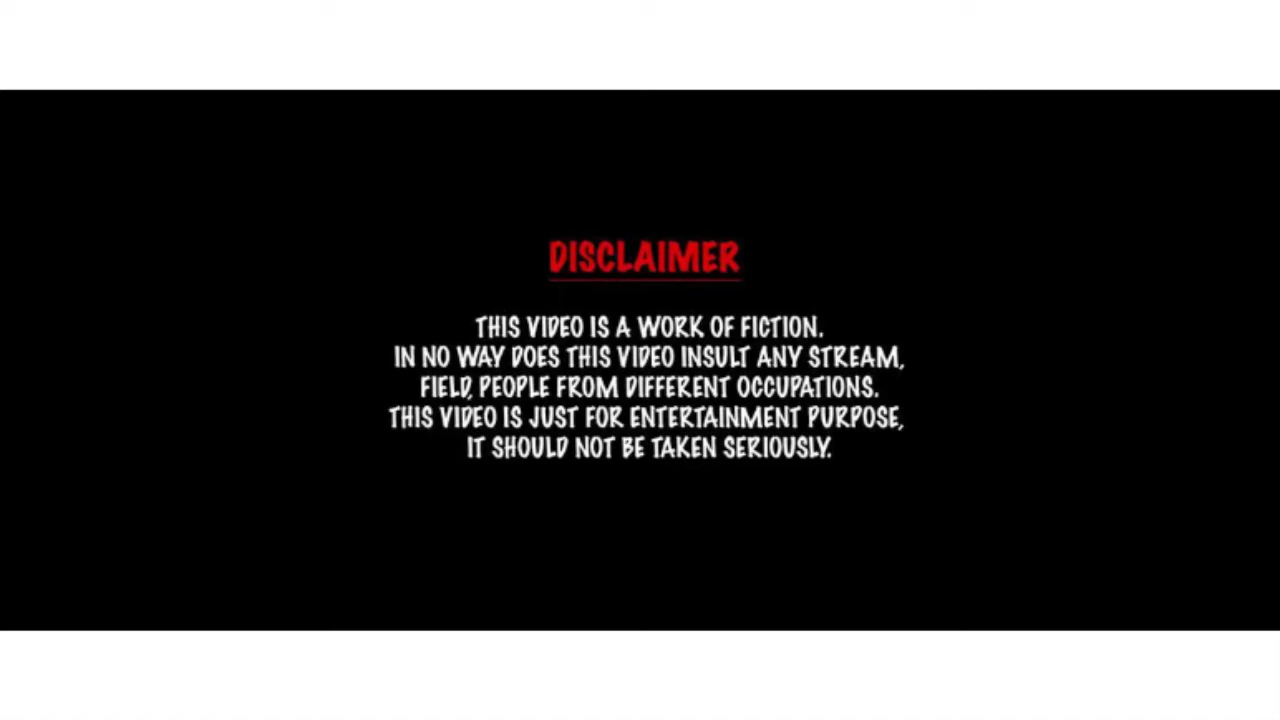 DISCLAIMER
THIS VIDEO IS A WORK OF FICTION.
IN NO WAY DOES THIS VIDEO INSULT ANY STREAM,
FIELD, PEOPLE FROM DIFFERENT OCCUPATIONS.
THIS VIDEO IS JUST FOR ENTERTAINMENT PURPOSE,
IT SHOULD NOT BE TAKEN SERIOUSLY.